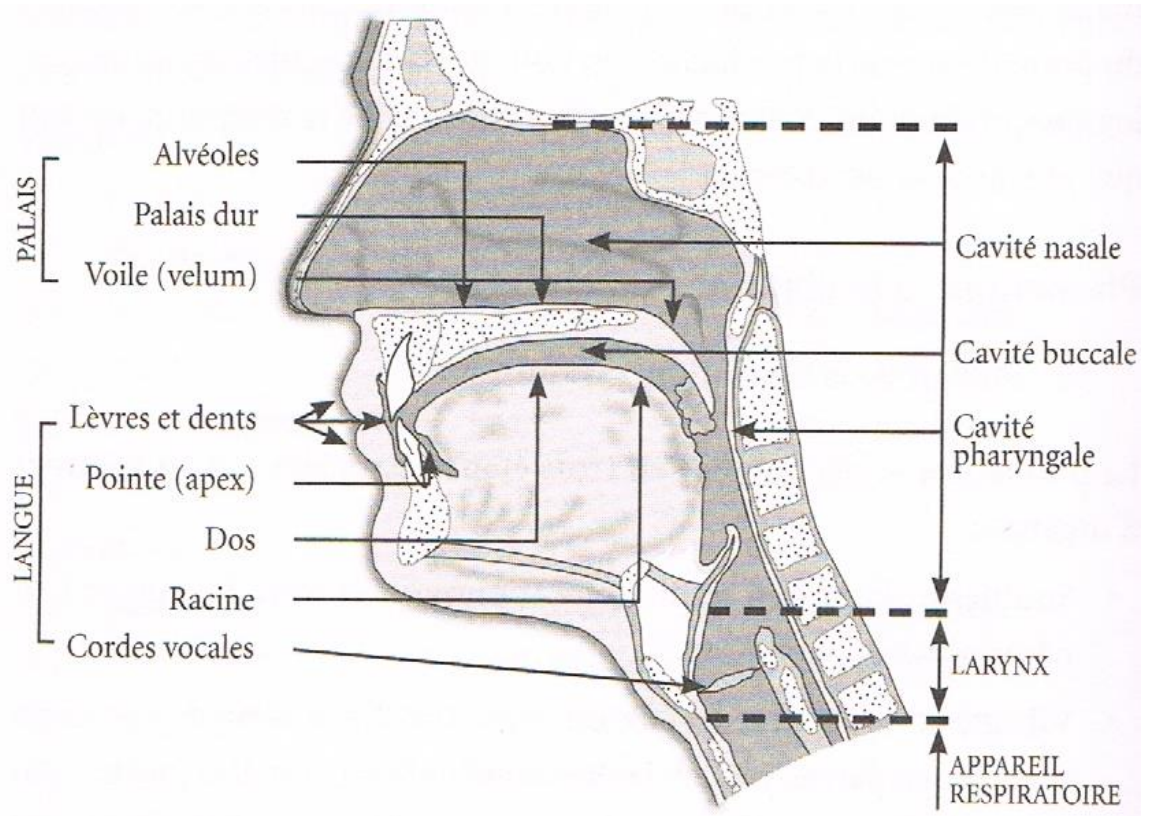 PALAIS
Alvéoles
Palais dur
Voile (velum)
LANGUE
Lèvres et dents
Pointe (apex)
Dos
Racine
Cordes vocales
Cavité nasale
Cavité buccale
Cavité
pharyngale
LARYNX
APPAREIL
RESPIRATOIRE